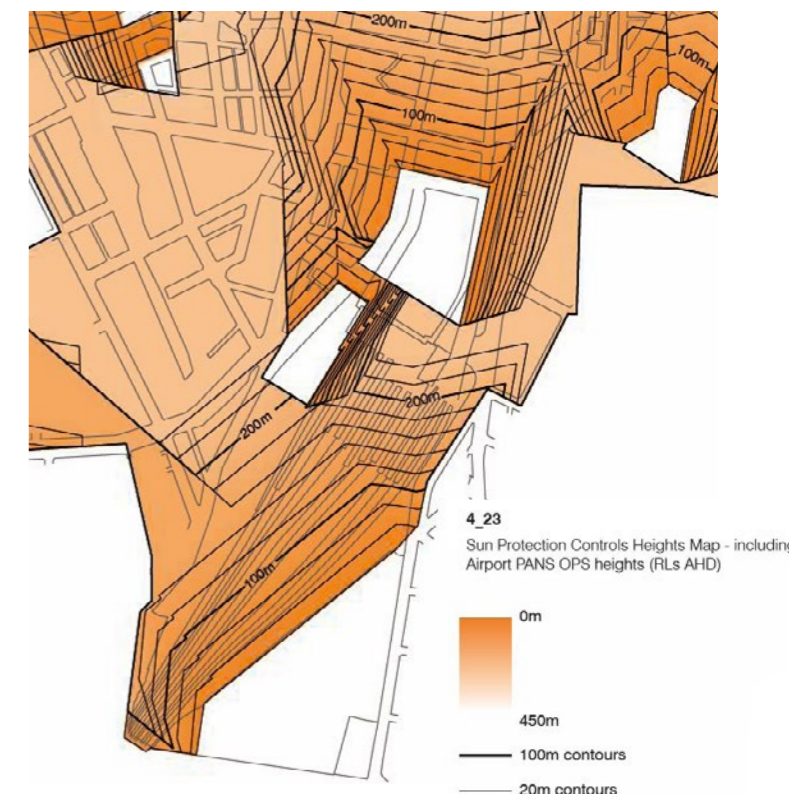 200m
100m
100m
200m
200m
100m
4_23
Sun Protection Controls Heights Map - including
Airport PANS OPS heights (RLs AHD)
0m
450m
100m contours
20m contours